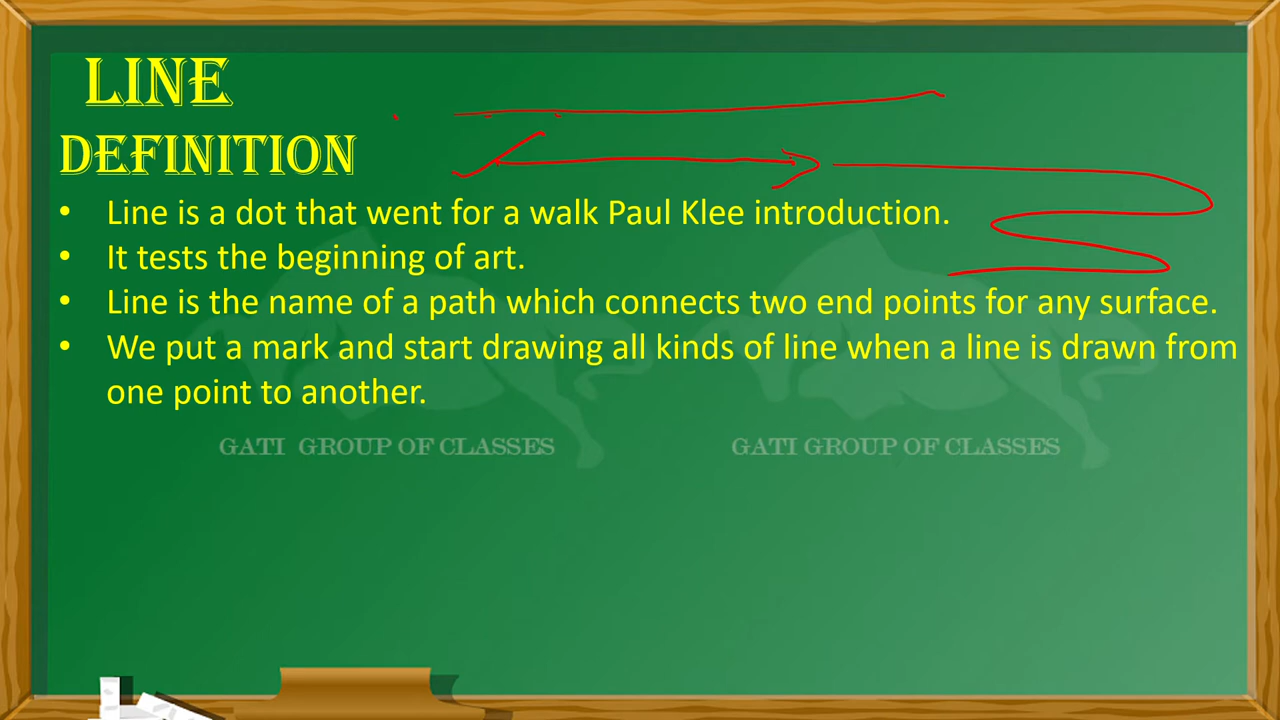 LINE
DEFINITION
• Line is a dot that went for a walk Paul Klee introduction.
• It tests the beginning of art.
• Line is the name of a path which connects two end points for any surface.
• We put a mark and start drawing all kinds of line when a line is drawn from
one point to another.
GATI GROUP OF CLASSES GATI GROUP OF CLASSES